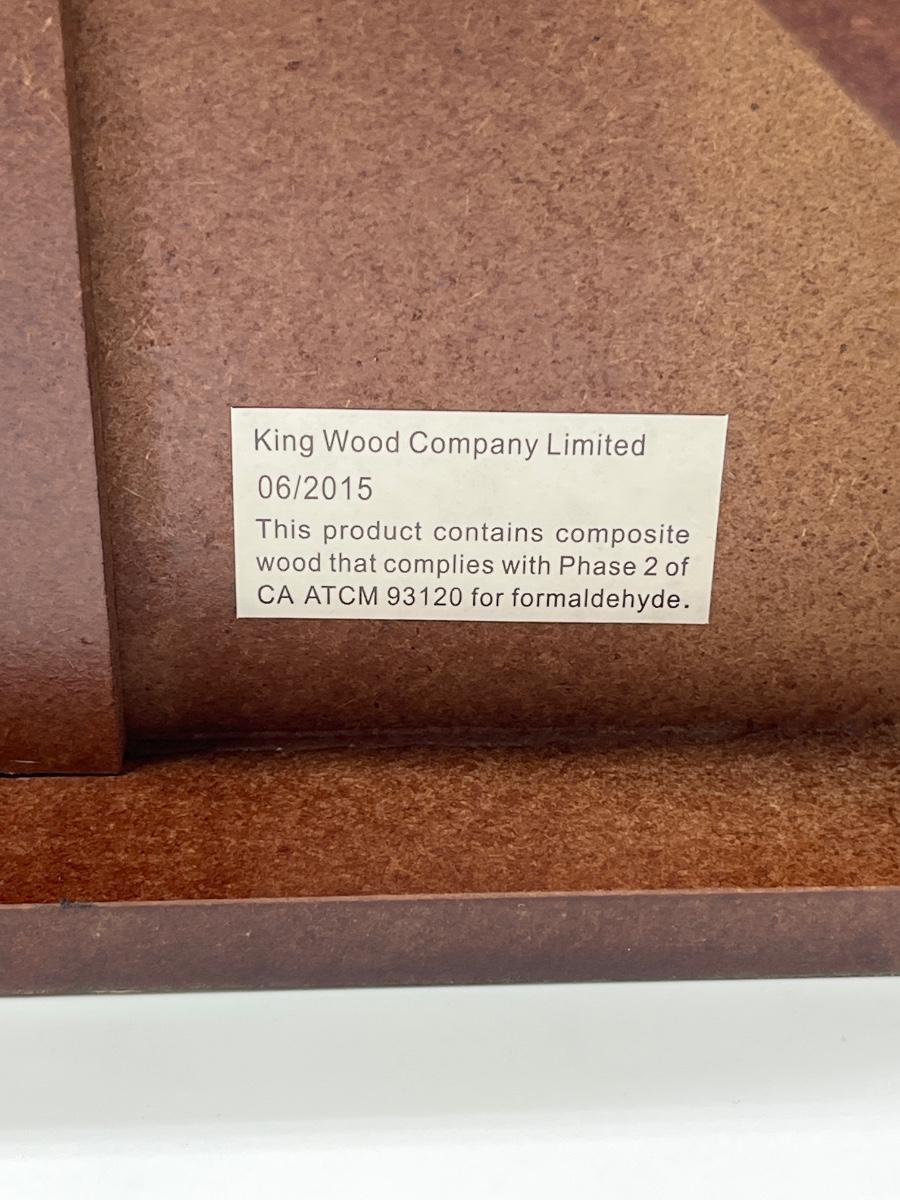 King Wood Company Limited
06/2015
This product contains composite
wood that complies with Phase 2 of
CA ATCM 93120 for formaldehyde.